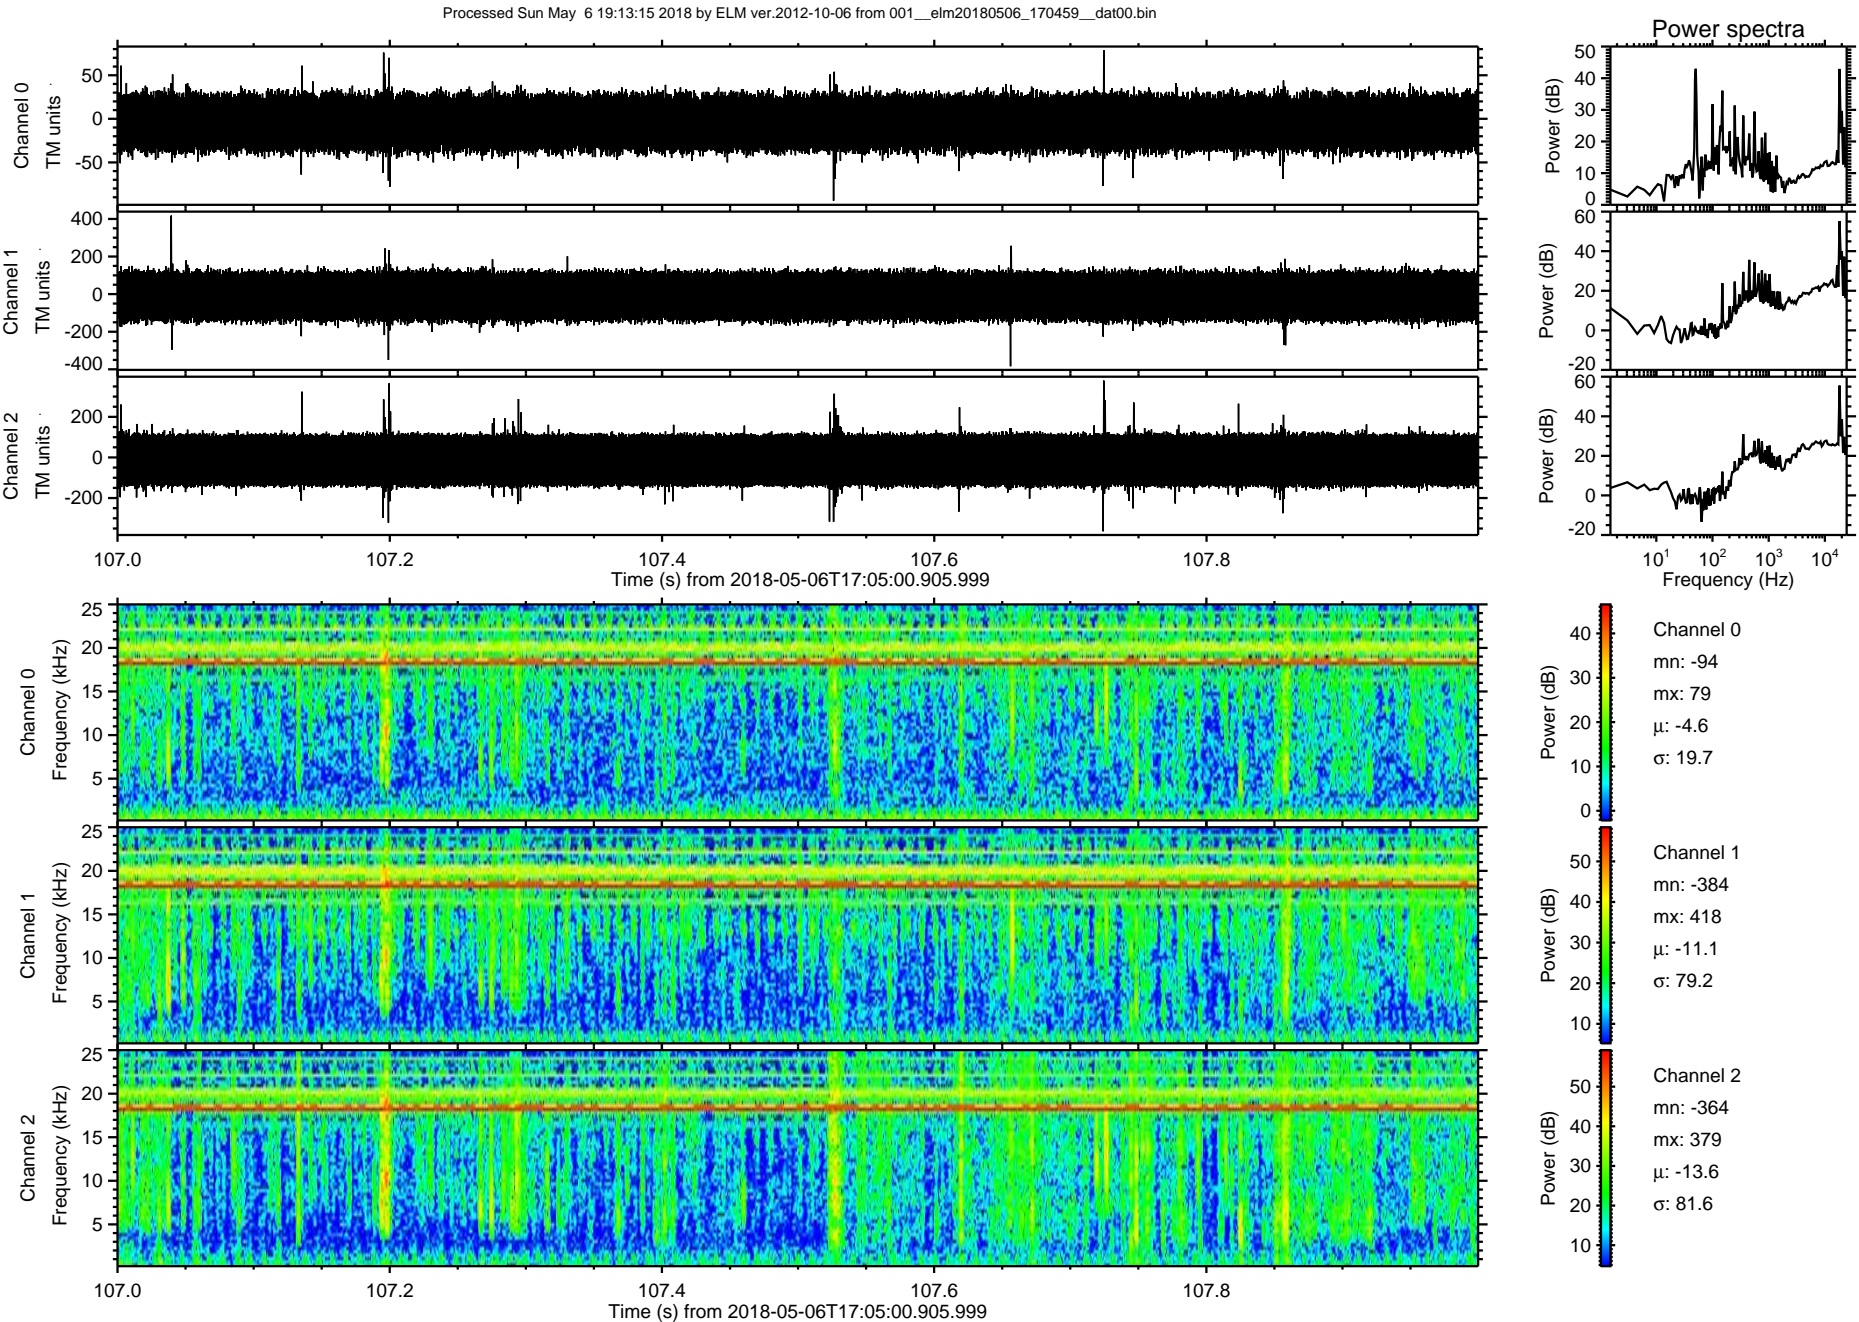 Processed Sun May  6 19:13:15 2018 by ELM ver.2012-10-06 from 001__elm20180506_170459__dat00.bin
Power spectra
Channel 0
TM units
50
0
-50
Power (dB)
50
40
30
20
10
0
Channel 1
TM units
400
200
0
-200
-400
Power (dB)
60
40
20
0
-20
Channel 2
TM units
200
0
-200
Power (dB)
60
40
20
0
-20
107.0 107.2 107.4 107.6 107.8
Time (s) from 2018-05-06T17:05:00.905.999
10^1 10^2 10^3 10^4
Frequency (Hz)
Channel 0
Frequency (kHz)
25
20
15
10
5
Power (dB)
40
30
20
10
0
Channel 0
mn: -94
mx: 79
μ: -4.6
σ: 19.7
Channel 1
Frequency (kHz)
25
20
15
10
5
Power (dB)
50
40
30
20
10
Channel 1
mn: -384
mx: 418
μ: -11.1
σ: 79.2
Channel 2
Frequency (kHz)
25
20
15
10
5
Power (dB)
50
40
30
20
10
Channel 2
mn: -364
mx: 379
μ: -13.6
σ: 81.6
107.0 107.2 107.4 107.6 107.8
Time (s) from 2018-05-06T17:05:00.905.999